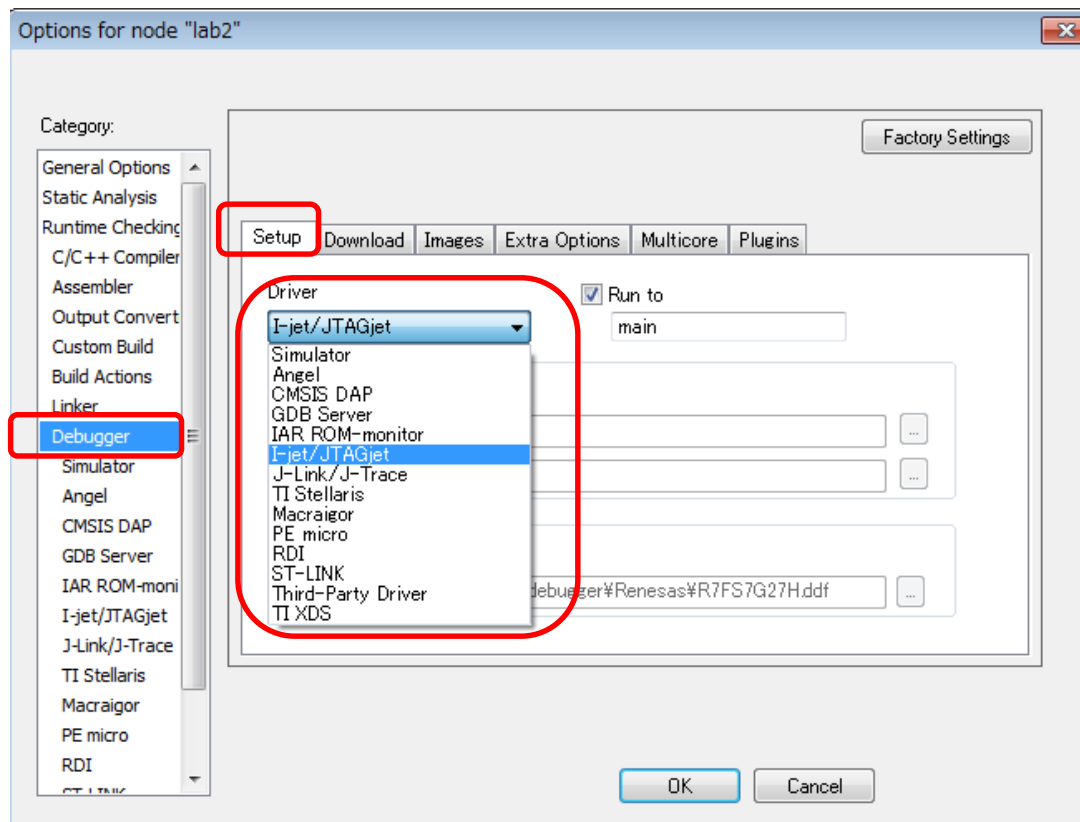 Options for node "lab2"
Category:
General Options
Static Analysis
Runtime Checking
C/C++ Compiler
Assembler
Output Convert
Custom Build
Build Actions
Linker
Debugger
Simulator
Angel
CMSIS DAP
GDB Server
IAR ROM-moni
I-jet/JTAGjet
J-Link/J-Trace
TI Stellaris
Macraigor
PE micro
RDI
ST-LINK
Factory Settings
Setup Download Images Extra Options Multicore Plugins
Driver
I-jet/JTAGjet
Simulator
Angel
CMSIS DAP
GDB Server
IAR ROM-monitor
I-jet/JTAGjet
J-Link/J-Trace
TI Stellaris
Macraigor
PE micro
RDI
ST-LINK
Third-Party Driver
TI XDS
Run to
main
...
...
debugger¥Renesas¥R7FS7G27H.ddf
...
OK Cancel